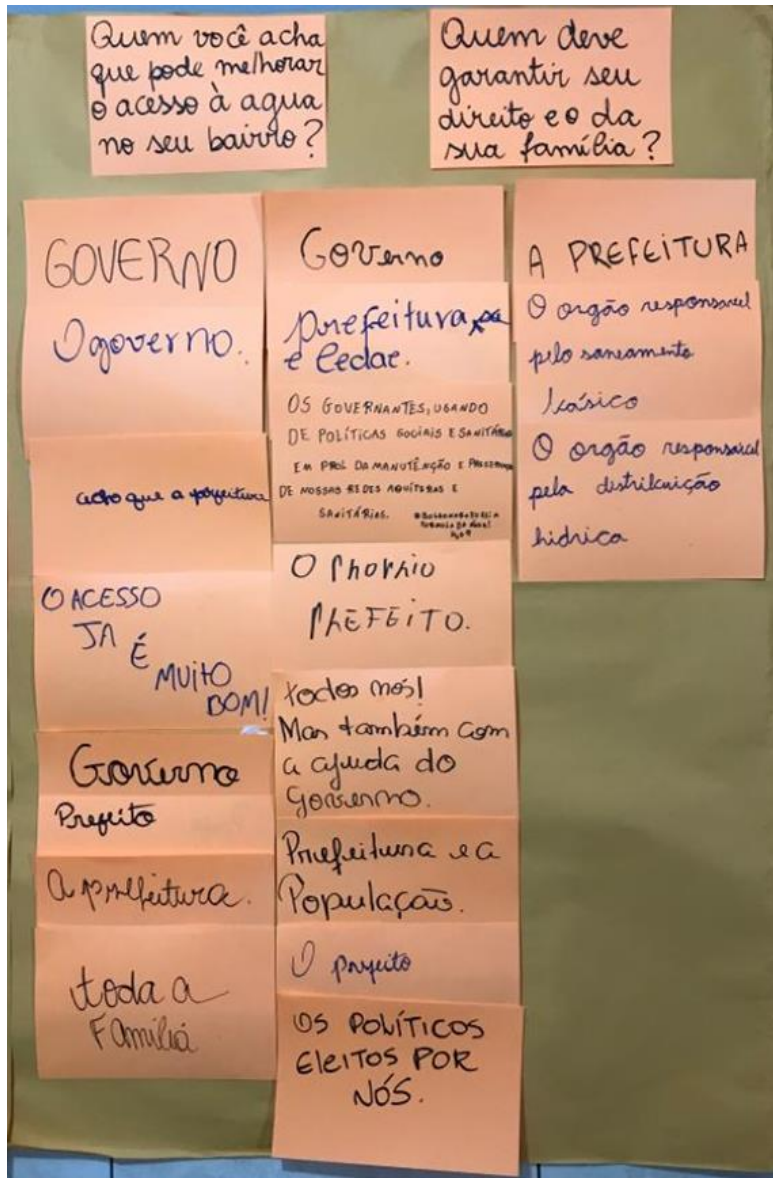 Quem você acha
que pode melhorar
o acesso à agua
no seu bairro?
Quem deve
garantir seu
direito e o da
sua família?
GOVERNO
O governo.
acho que a prefeitura
O ACESSO
JA É
MUITO
BOM!
Governo
Prefeito
A prefeitura.
toda a
Familiá
Governo
prefeitura
e Cedae.
OS GOVERNANTES, USANDO
DE POLÍTICAS SOCIAIS E SANITÁRIAS
EM PROL DA MANUTENÇÃO E
DE NOSSAS REDES AQUÍFERAS E
SANITÁRIAS.
O PROPRIO
PREFEITO.
todos nós!
Mas também com
a ajuda do
Governo.
Prefeitura e a
População.
O prefeito
OS POLÍTICOS
ELEITOS POR
NÓS.
A PREFEITURA
O orgão responsavel
pelo saneamento
básico
O orgão responsavel
pela distribuição
hidrica